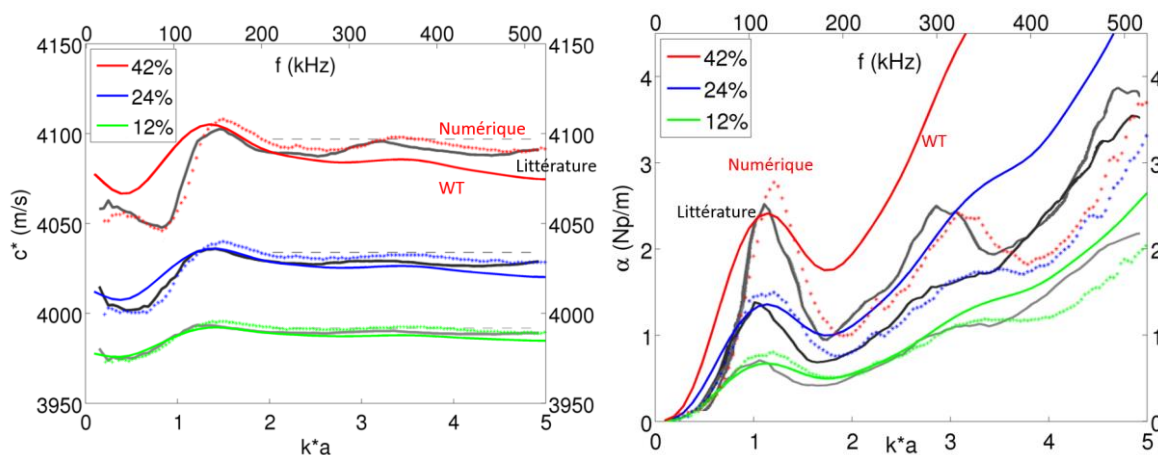 0 100 200 300 400 500
4150 4150
f (kHz)
42%
24%
12%
4100 4100
Numérique
Littérature
WT
c* (m/s)
4050 4050
4000 4000
3950 3950
0 1 2 3 4 5
k*a
0 100 200 300 400 500
f (kHz)
42%
24%
12%
4 4
WT
3 3
Numérique
Littérature
α (Np/m)
2 2
1 1
0 0
0 1 2 3 4 5
k*a